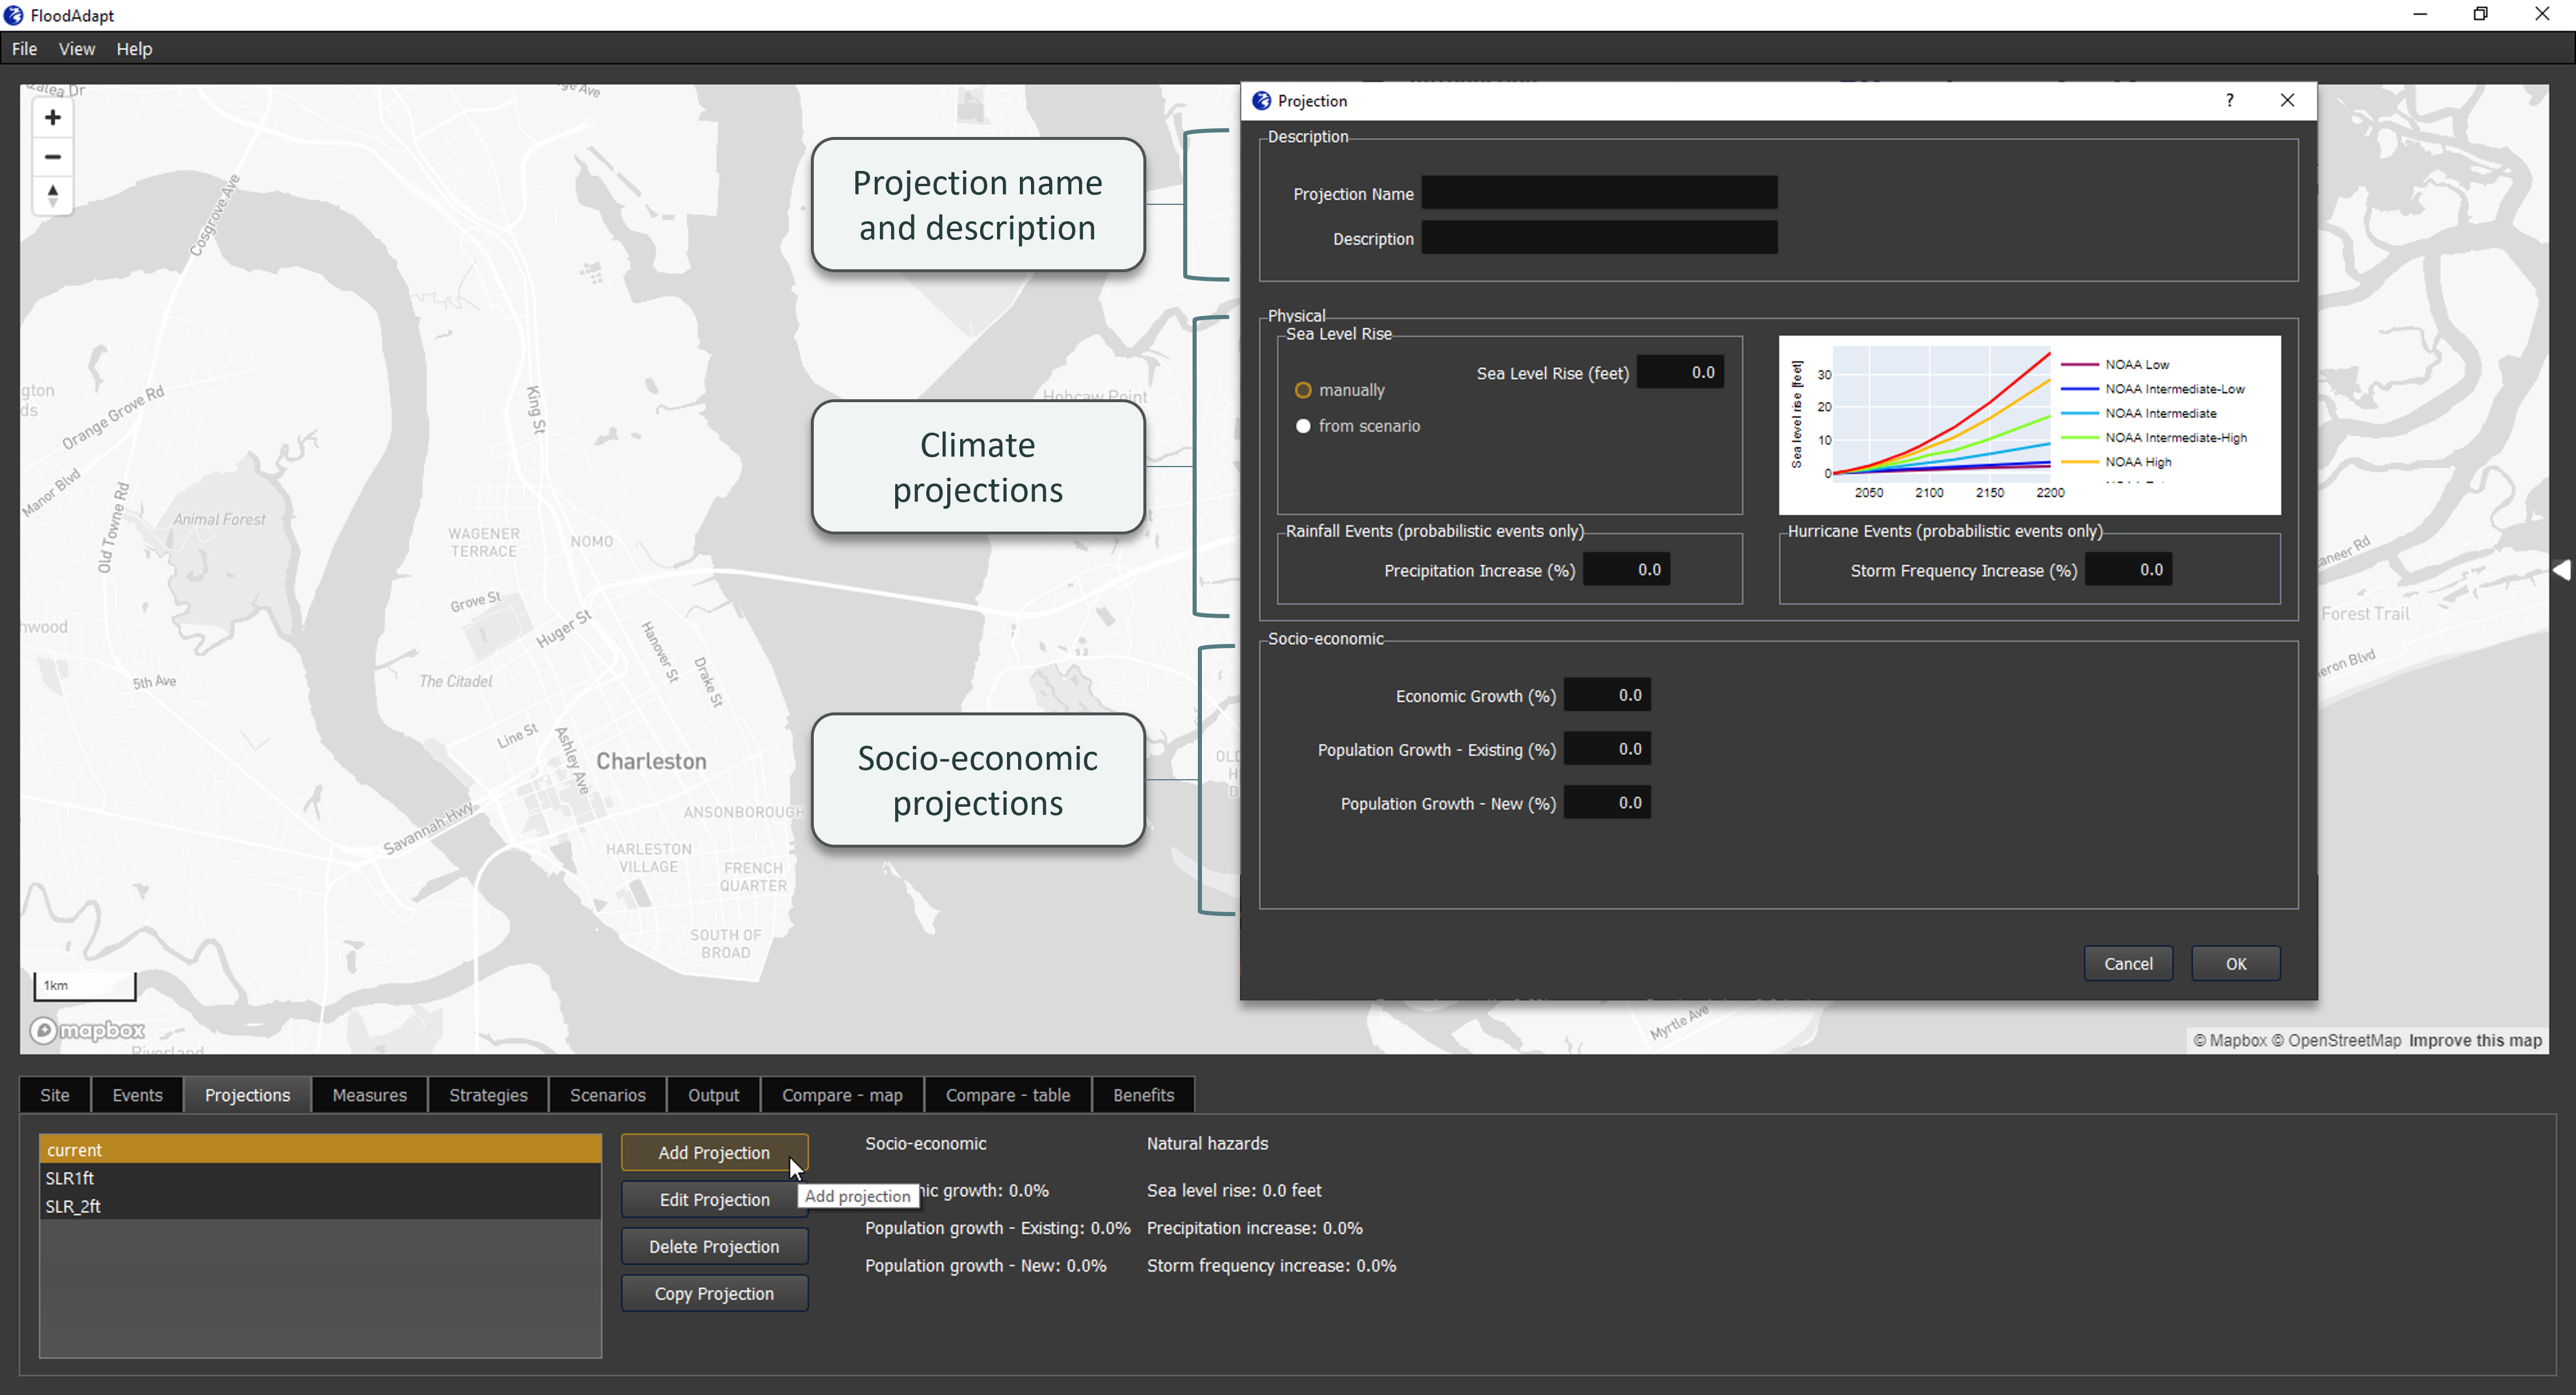 FloodAdapt
File View Help
Cosgrove Ave
Orange Grove Rd
Manor Blvd
Old Towne Rd
Animal Forest
King St
WAGENER
TERRACE
NOMO
Grove St
Huger St
Hanover St
Drake St
The Citadel
5th Ave
Line St
Ashley Ave
Charleston
Savannah Hwy
ANSONBOROUGH
HARLESTON
VILLAGE
FRENCH
QUARTER
SOUTH OF
BROAD
Hobcaw Point
1km
mapbox
Riverland
Myrtle Ave
Forest Trail
© Mapbox © OpenStreetMap Improve this map
Projection name
and description
Climate
projections
Socio-economic
projections
Projection
?
Description
Projection Name
Description
Physical
Sea Level Rise
manually
Sea Level Rise (feet) 0.0
from scenario
Sea level rise [feet]
30
20
10
0
2050 2100 2150 2200
NOAA Low
NOAA Intermediate-Low
NOAA Intermediate
NOAA Intermediate-High
NOAA High
Rainfall Events (probabilistic events only)
Precipitation Increase (%) 0.0
Hurricane Events (probabilistic events only)
Storm Frequency Increase (%) 0.0
Socio-economic
Economic Growth (%) 0.0
Population Growth - Existing (%) 0.0
Population Growth - New (%) 0.0
Cancel OK
Site Events Projections Measures Strategies Scenarios Output Compare - map Compare - table Benefits
current
SLR1ft
SLR_2ft
Add Projection
Edit Projection
Delete Projection
Copy Projection
Add projection
Socio-economic
ic growth: 0.0%
Population growth - Existing: 0.0%
Population growth - New: 0.0%
Natural hazards
Sea level rise: 0.0 feet
Precipitation increase: 0.0%
Storm frequency increase: 0.0%